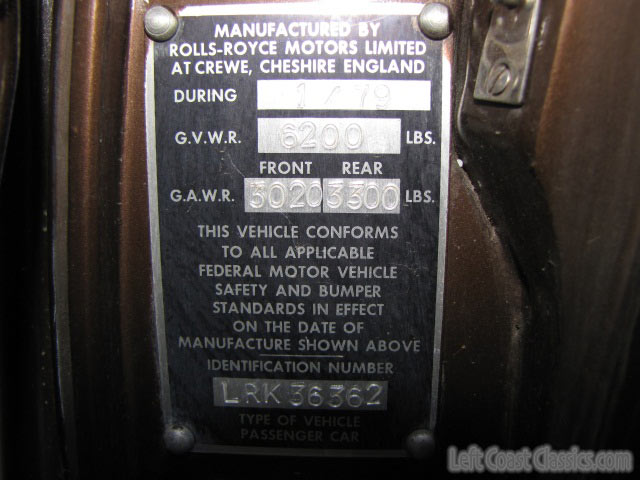 MANUFACTURED BY
ROLLS-ROYCE MOTORS LIMITED
AT CREWE, CHESHIRE ENGLAND
DURING 1/79
G.V.W.R. 6200 LBS.
FRONT REAR
G.A.W.R. 3020 3300 LBS.
THIS VEHICLE CONFORMS
TO ALL APPLICABLE
FEDERAL MOTOR VEHICLE
SAFETY AND BUMPER
STANDARDS IN EFFECT
ON THE DATE OF
MANUFACTURE SHOWN ABOVE
IDENTIFICATION NUMBER
LRK36362
TYPE OF VEHICLE
PASSENGER CAR
Left Coast Classics.com